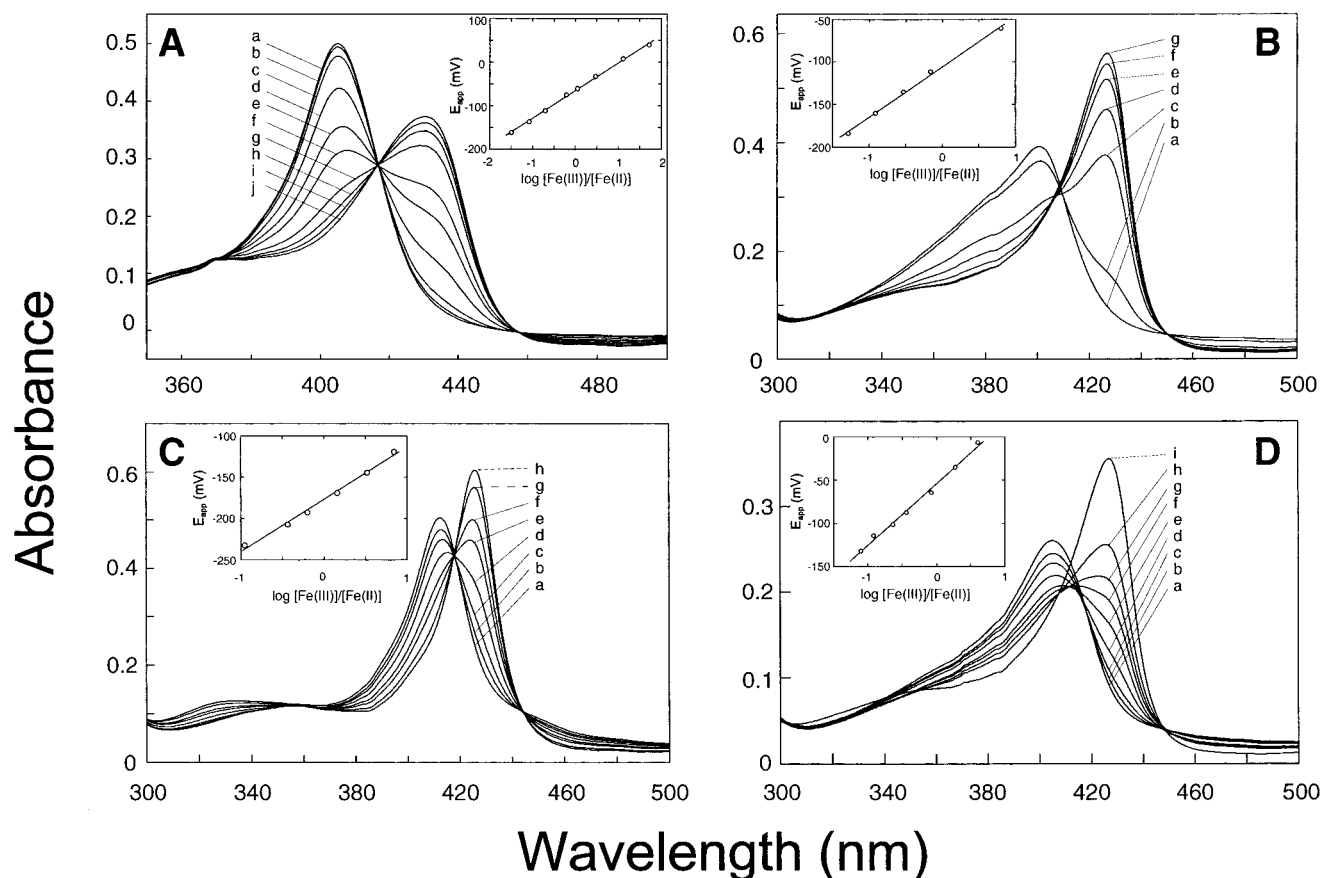 Absorbance
A
0.5
0.4
0.3
0.2
0.1
0
360
400
440
480
a
b
c
d
e
f
g
h
i
j
100
50
0
-100
-200
Eapp (mV)
-2
-1
0
1
2
log [Fe(III)]/[Fe(II)]
B
0.6
0.4
0.2
0
300
340
380
420
460
500
g
f
e
d
c
b
a
-50
-100
-150
-200
Eapp (mV)
-1
0
1
log [Fe(III)]/[Fe(II)]
C
0.6
0.4
0.2
0
300
340
380
420
460
500
h
g
f
e
d
c
b
a
-100
-150
-200
-250
Eapp (mV)
-1
0
1
log [Fe(III)]/[Fe(II)]
D
0.3
0.2
0.1
0
300
340
380
420
460
500
i
h
g
f
e
d
c
b
a
0
-50
-100
-150
Eapp (mV)
-1
0
1
log [Fe(III)]/[Fe(II)]
Wavelength (nm)